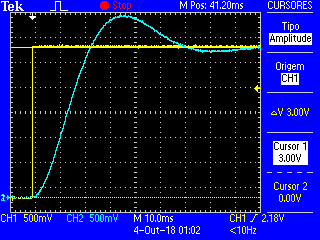 Tek Stop M Pos: 41.20ms CURSORES
Tipo
Amplitude
Origem
CH1
ΔV 3.00V
Cursor 1
3.00V
Cursor 2
0.00V
CH1 500mV CH2 500mV M 10.0ms CH1 2.18V
4-Out-18 01:02 <10Hz